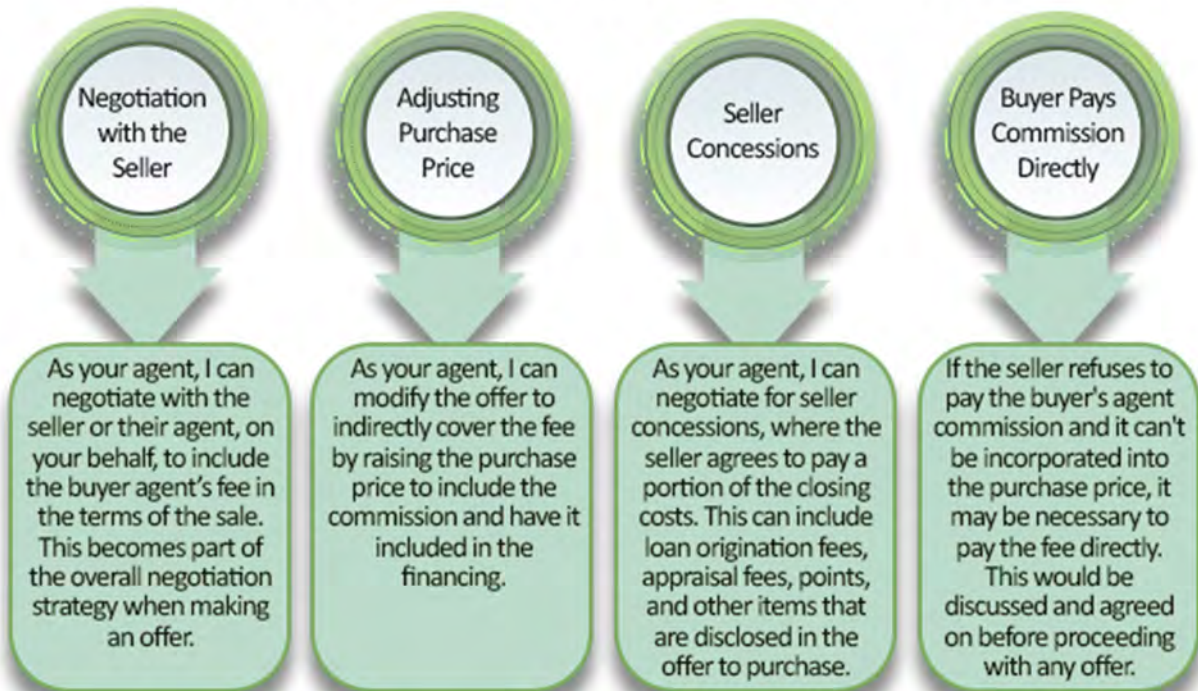 Negotiation
with the
Seller
Adjusting
Purchase
Price
Seller
Concessions
Buyer Pays
Commission
Directly
As your agent, I can
negotiate with the
seller or their agent, on
your behalf, to include
the buyer agent’s fee in
the terms of the sale.
This becomes part of
the overall negotiation
strategy when making
an offer.
As your agent, I can
modify the offer to
indirectly cover the fee
by raising the purchase
price to include the
commission and have it
included in the
financing.
As your agent, I can
negotiate for seller
concessions, where the
seller agrees to pay a
portion of the closing
costs. This can include
loan origination fees,
appraisal fees, points,
and other items that
are disclosed in the
offer to purchase.
If the seller refuses to
pay the buyer's agent
commission and it can't
be incorporated into
the purchase price, it
may be necessary to
pay the fee directly.
This would be
discussed and agreed
on before proceeding
with any offer.